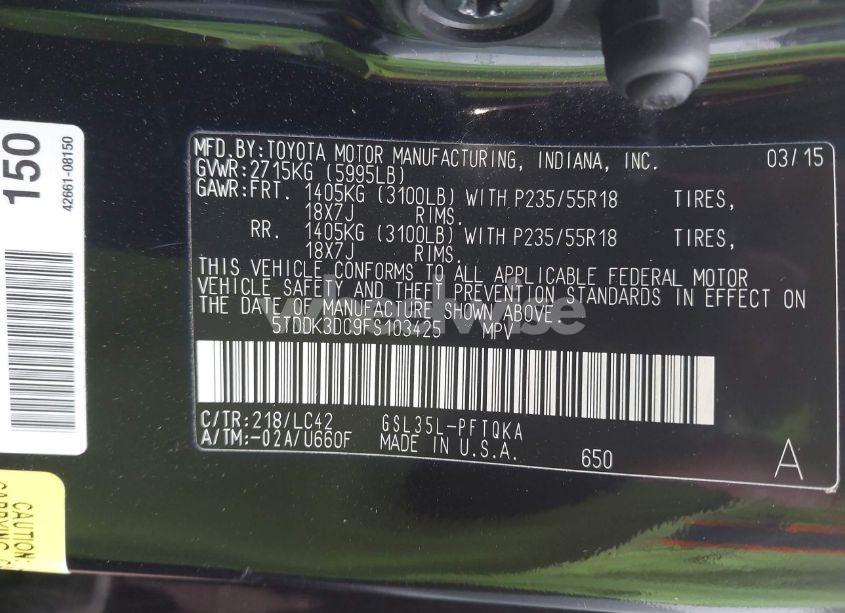 MFD.BY:TOYOTA MOTOR MANUFACTURING, INDIANA, INC. 03/15
GVWR:2715KG (5995LB)
GAWR:FRT. 1405KG (3100LB) WITH P235/55R18 TIRES,
18X7J RIMS.
RR. 1405KG (3100LB) WITH P235/55R18 TIRES,
18X7J RIMS.
THIS VEHICLE CONFORMS TO ALL APPLICABLE FEDERAL MOTOR
VEHICLE SAFETY AND THEFT PREVENTION STANDARDS IN EFFECT ON
THE DATE OF MANUFACTURE SHOWN ABOVE.
5TDDK3DC9FS103425 MPV
C/TR:218/LC42 GSL35L-PFTQKA
A/TM:-02A/U660F MADE IN U.S.A. 650 A
150
42661-08150
CAUTION:
CARRYING
wheelwise